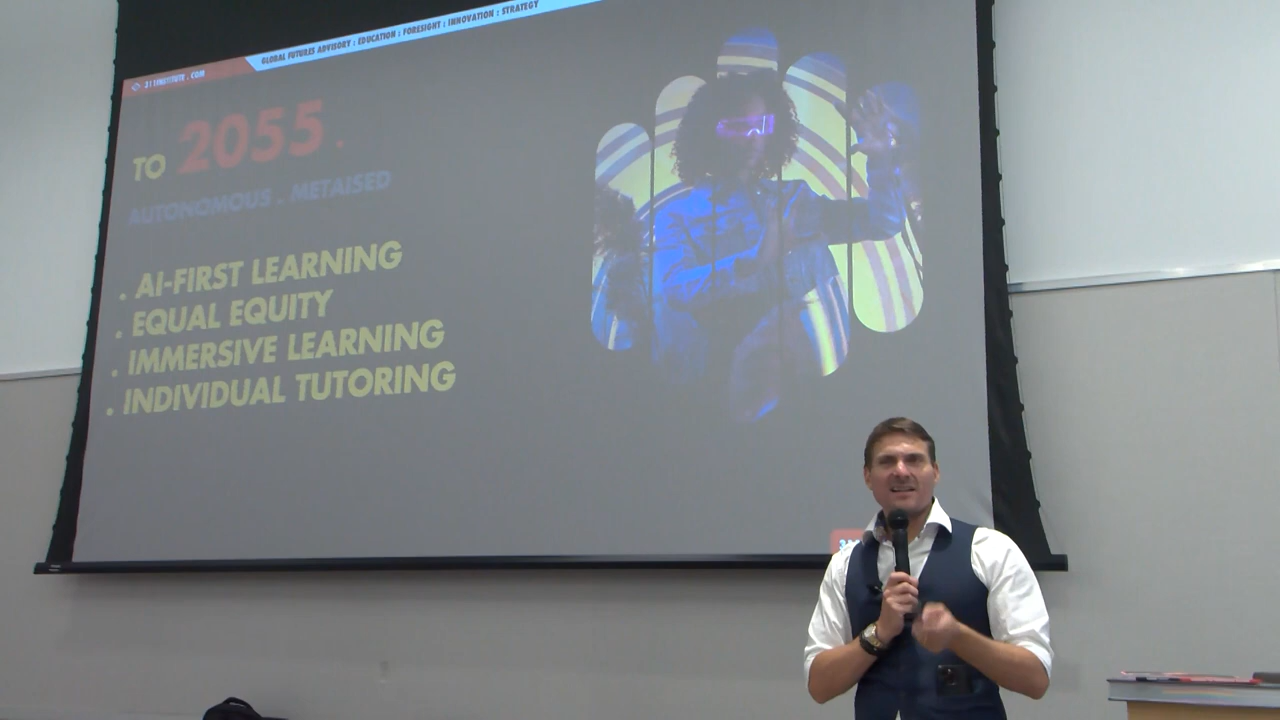 311INSTITUTE . COM
GLOBAL FUTURES ADVISORY : EDUCATION : FORESIGHT : INNOVATION : STRATEGY
TO 2055 .
AUTONOMOUS . METAISED
. AI-FIRST LEARNING
. EQUAL EQUITY
. IMMERSIVE LEARNING
. INDIVIDUAL TUTORING